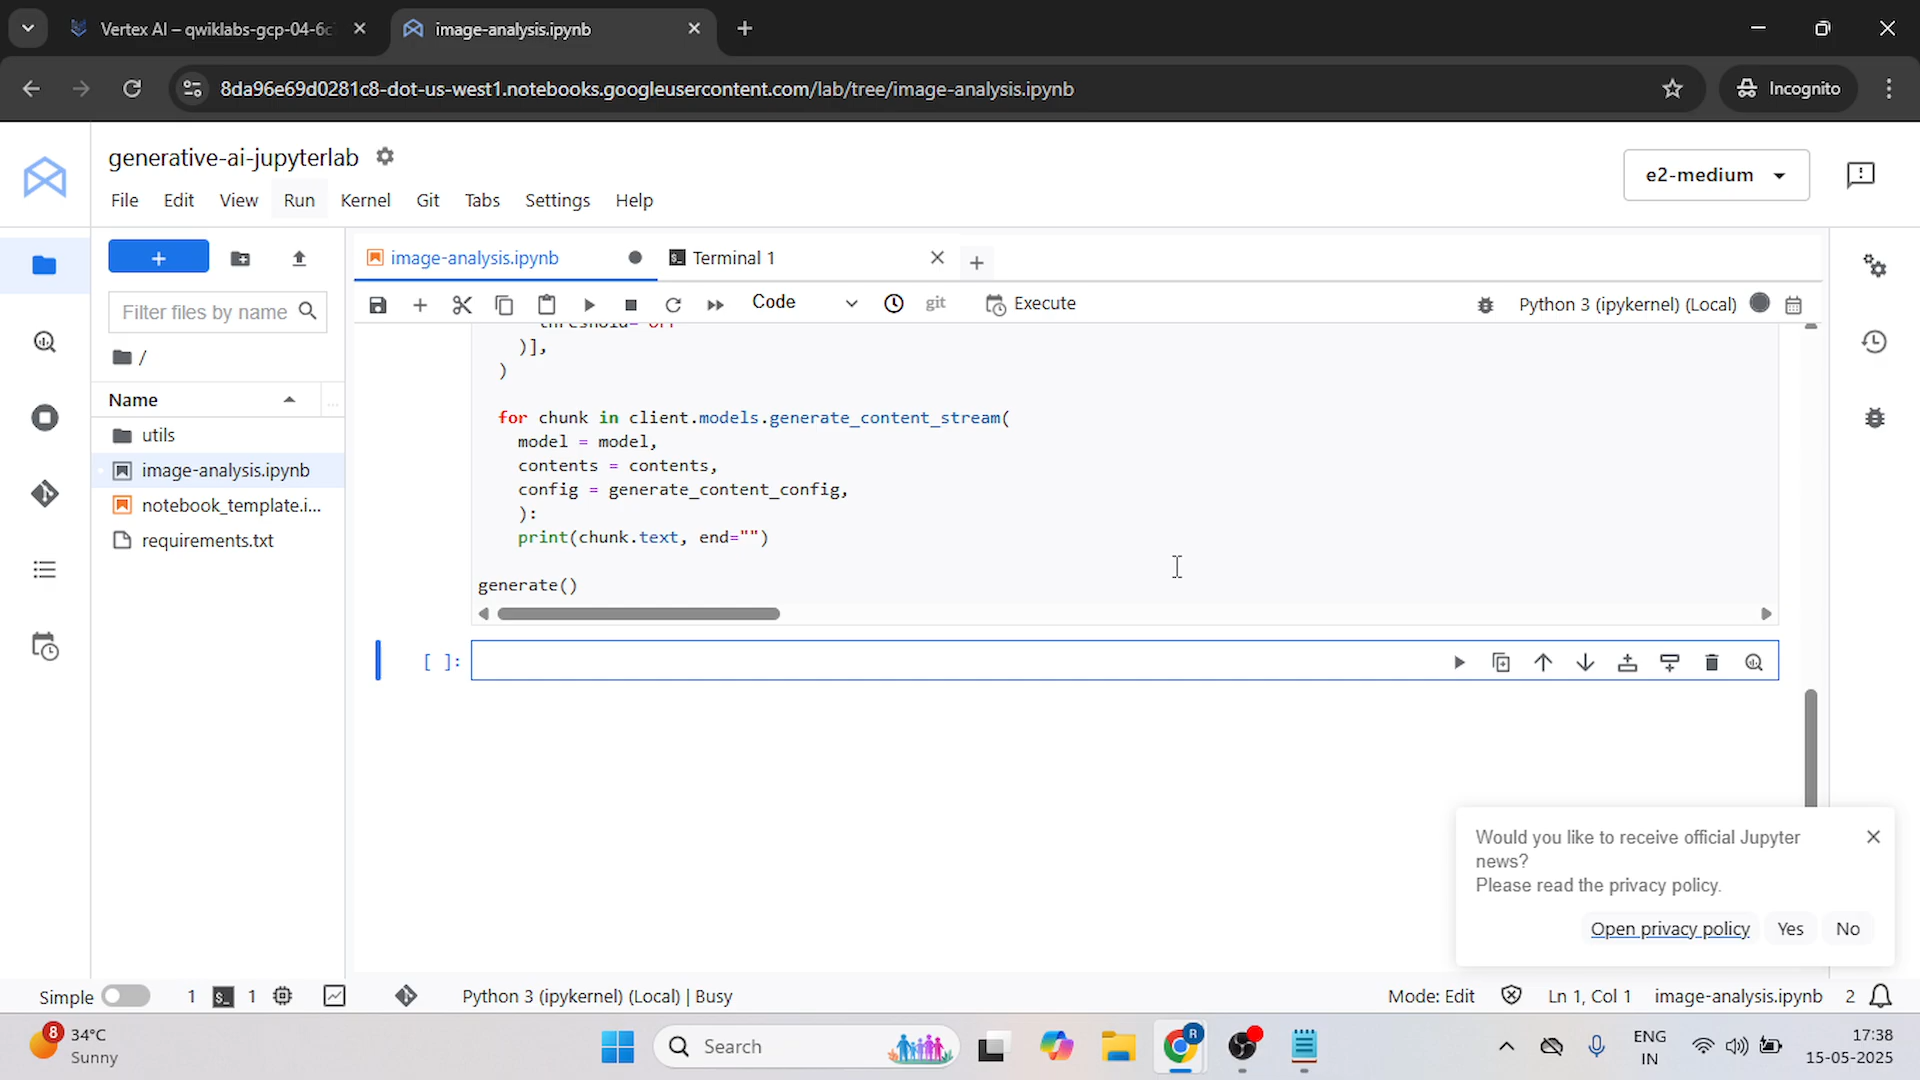 Vertex AI – qwiklabs-gcp-04-6c
image-analysis.ipynb
8da96e69d0281c8-dot-us-west1.notebooks.googleusercontent.com/lab/tree/image-analysis.ipynb
Incognito
generative-ai-jupyterlab
e2-medium
File Edit View Run Kernel Git Tabs Settings Help
image-analysis.ipynb
Terminal 1
Code
git
Execute
Python 3 (ipykernel) (Local)
Filter files by name
/
Name
...
utils
image-analysis.ipynb
notebook_template.i...
requirements.txt
)],
)
for chunk in client.models.generate_content_stream(
model = model,
contents = contents,
config = generate_content_config,
):
print(chunk.text, end="")
generate()
[ ]:
Would you like to receive official Jupyter
news?
Please read the privacy policy.
Open privacy policy Yes No
Simple 1 1 Python 3 (ipykernel) (Local) | Busy Mode: Edit Ln 1, Col 1 image-analysis.ipynb 2
8
34°C
Sunny
Search
R
ENG
IN
17:38
15-05-2025